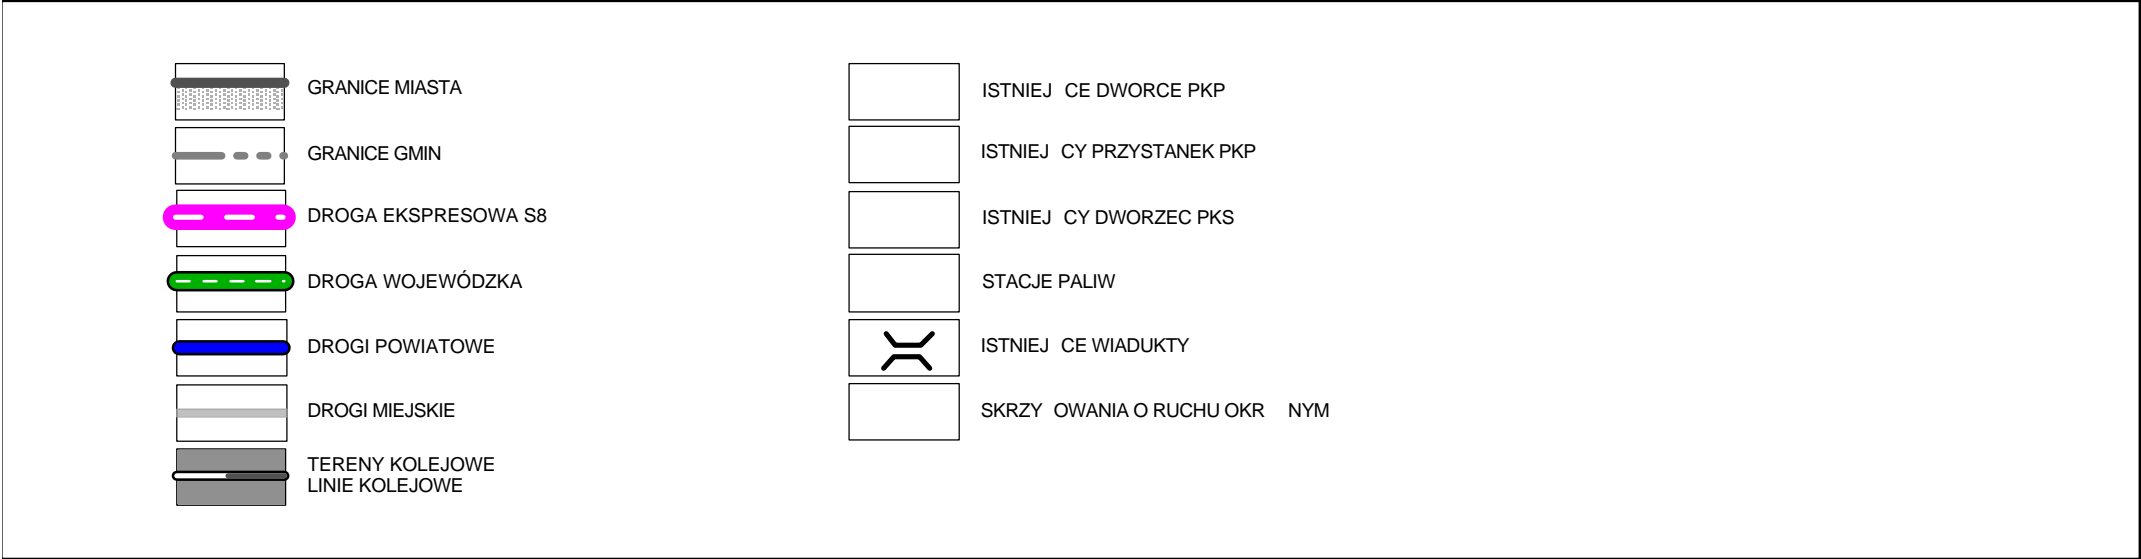 GRANICE MIASTA
GRANICE GMIN
DROGA EKSPRESOWA S8
DROGA WOJEWÓDZKA
DROGI POWIATOWE
DROGI MIEJSKIE
TERENY KOLEJOWE
LINIE KOLEJOWE
ISTNIEJ CE DWORCE PKP
ISTNIEJ CY PRZYSTANEK PKP
ISTNIEJ CY DWORZEC PKS
STACJE PALIW
ISTNIEJ CE WIADUKTY
SKRZY OWANIA O RUCHU OKR NYM